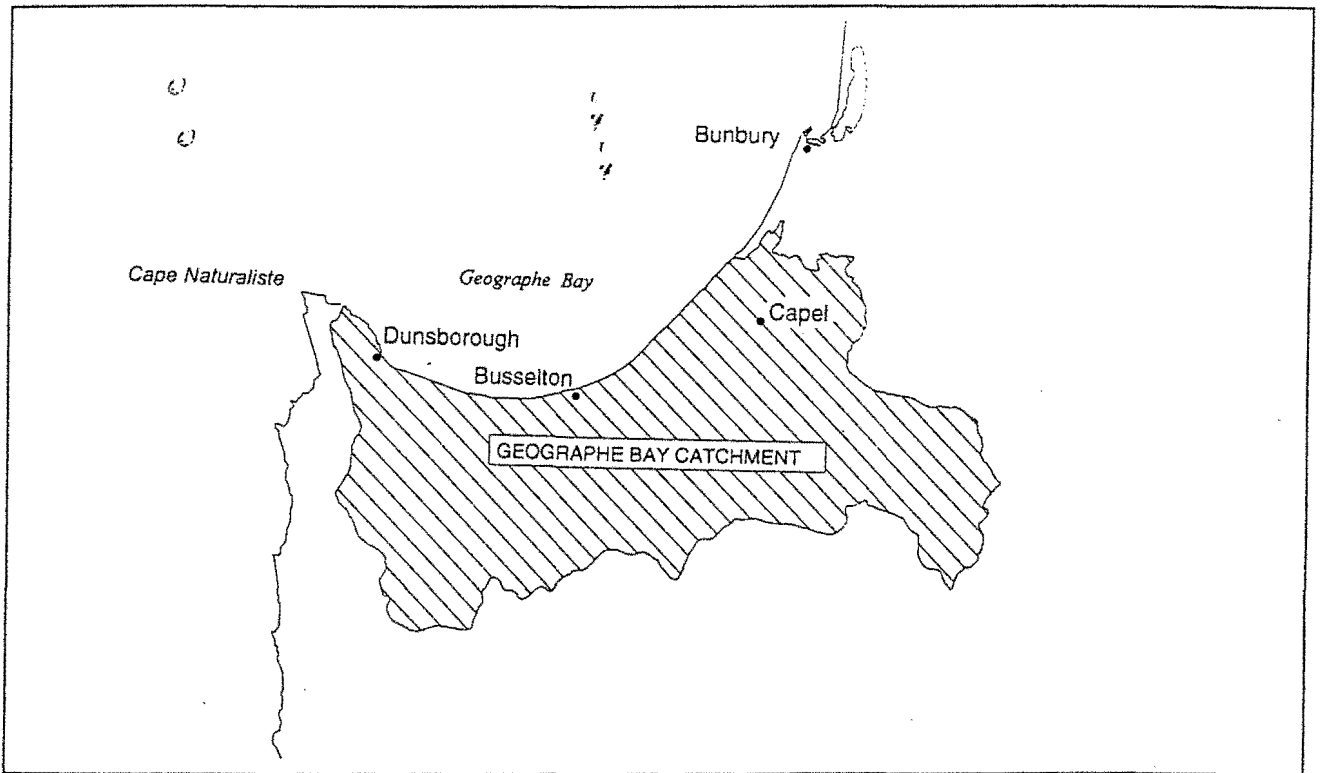 Bunbury
Cape Naturaliste
Geographe Bay
Capel
Dunsborough
Busselton
GEOGRAPHE BAY CATCHMENT